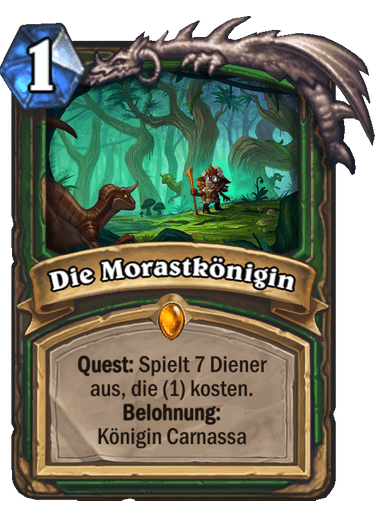 1
Die Morastkönigin
Quest: Spielt 7 Diener
aus, die (1) kosten.
Belohnung:
Königin Carnassa